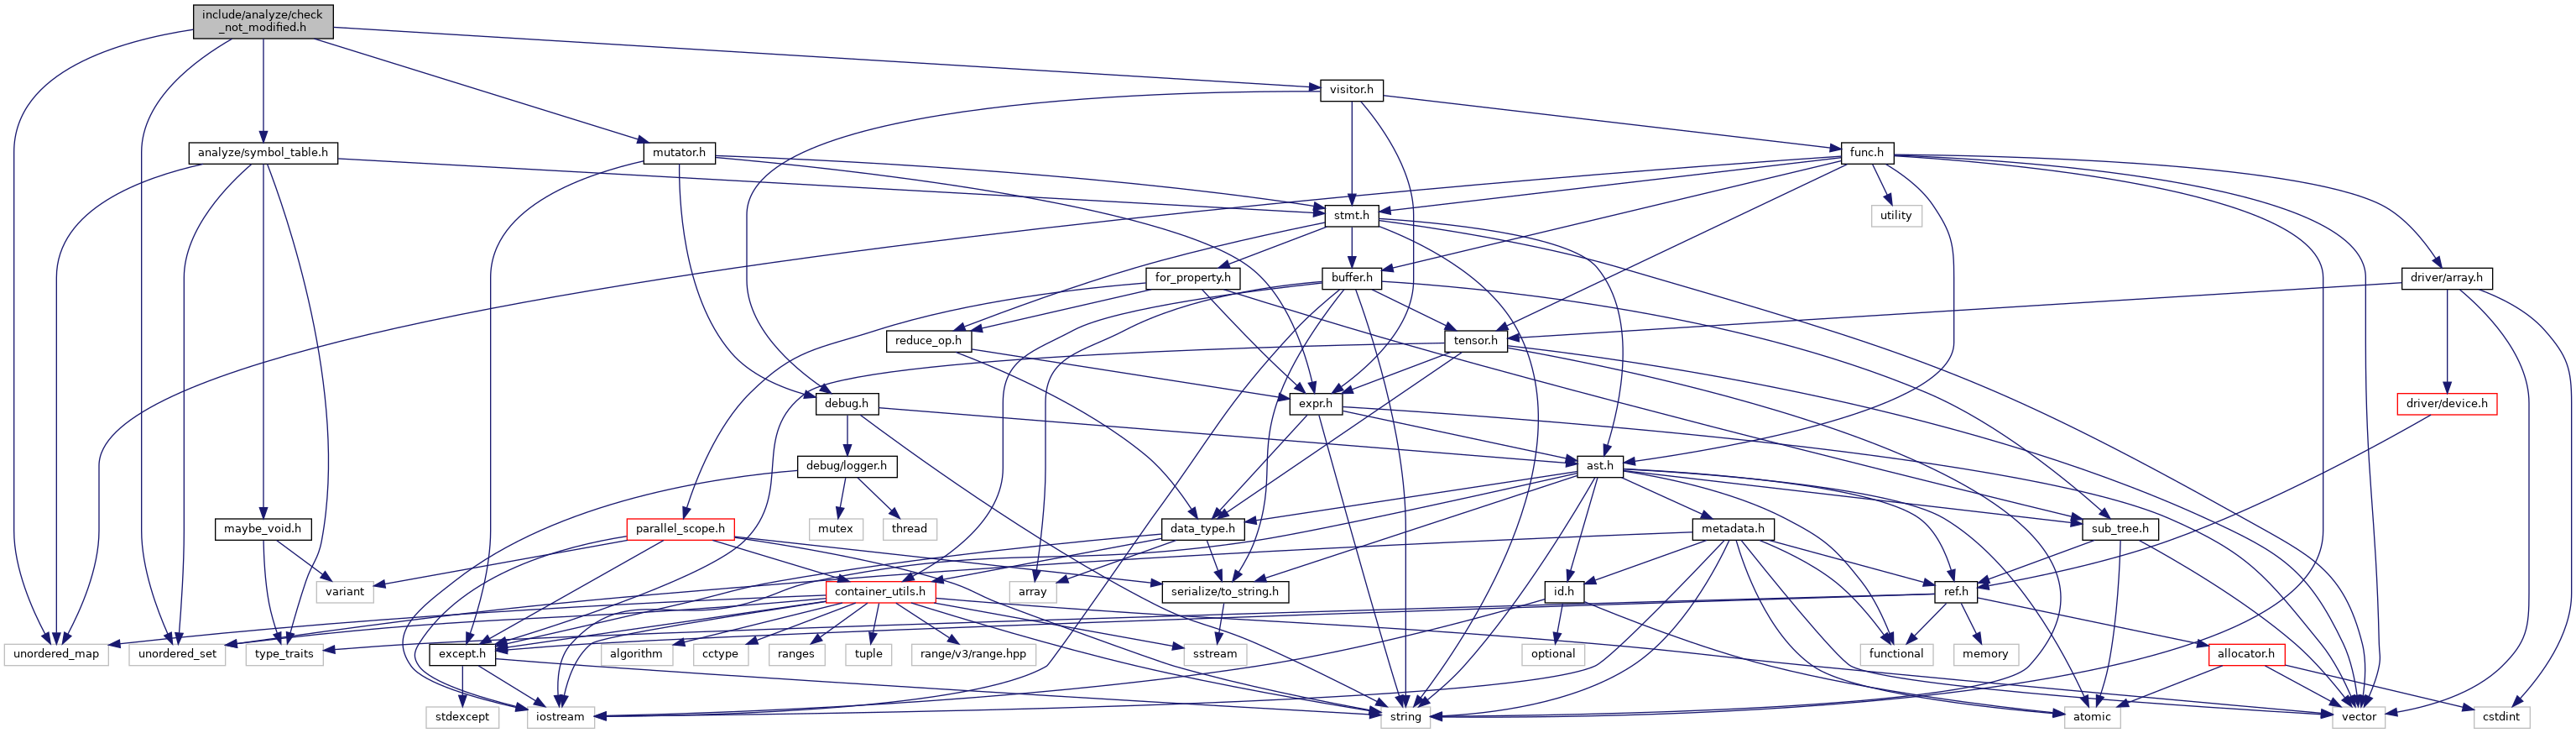 include/analyze/check
_not_modified.h
visitor.h
analyze/symbol_table.h
mutator.h
func.h
stmt.h
utility
for_property.h
buffer.h
driver/array.h
reduce_op.h
tensor.h
debug.h
expr.h
driver/device.h
debug/logger.h
ast.h
maybe_void.h
mutex
thread
parallel_scope.h
data_type.h
metadata.h
sub_tree.h
variant
container_utils.h
array
serialize/to_string.h
id.h
ref.h
unordered_map
unordered_set
type_traits
except.h
algorithm
cctype
ranges
tuple
range/v3/range.hpp
sstream
optional
functional
memory
allocator.h
stdexcept
iostream
string
atomic
vector
cstdint